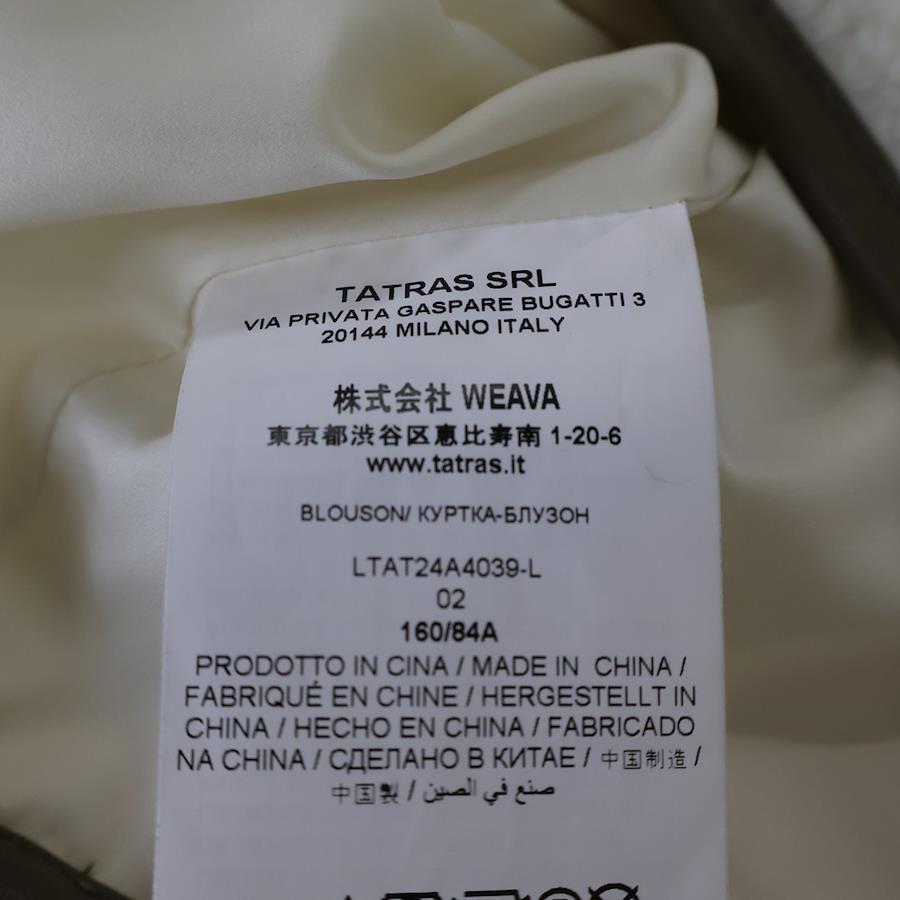 TATRAS SRL
VIA PRIVATA GASPARE BUGATTI 3
20144 MILANO ITALY
株式会社 WEAVA
東京都渋谷区恵比寿南 1-20-6
www.tatras.it
BLOUSON/ КУРТКА-БЛУЗОН
LTAT24A4039-L
02
160/84A
PRODOTTO IN CINA / MADE IN CHINA /
FABRIQUÉ EN CHINE / HERGESTELLT IN
CHINA / HECHO EN CHINA / FABRICADO
NA CHINA / СДЕЛАНО В КИТАЕ / 中国制造 /
中国製 / صنع في الصين